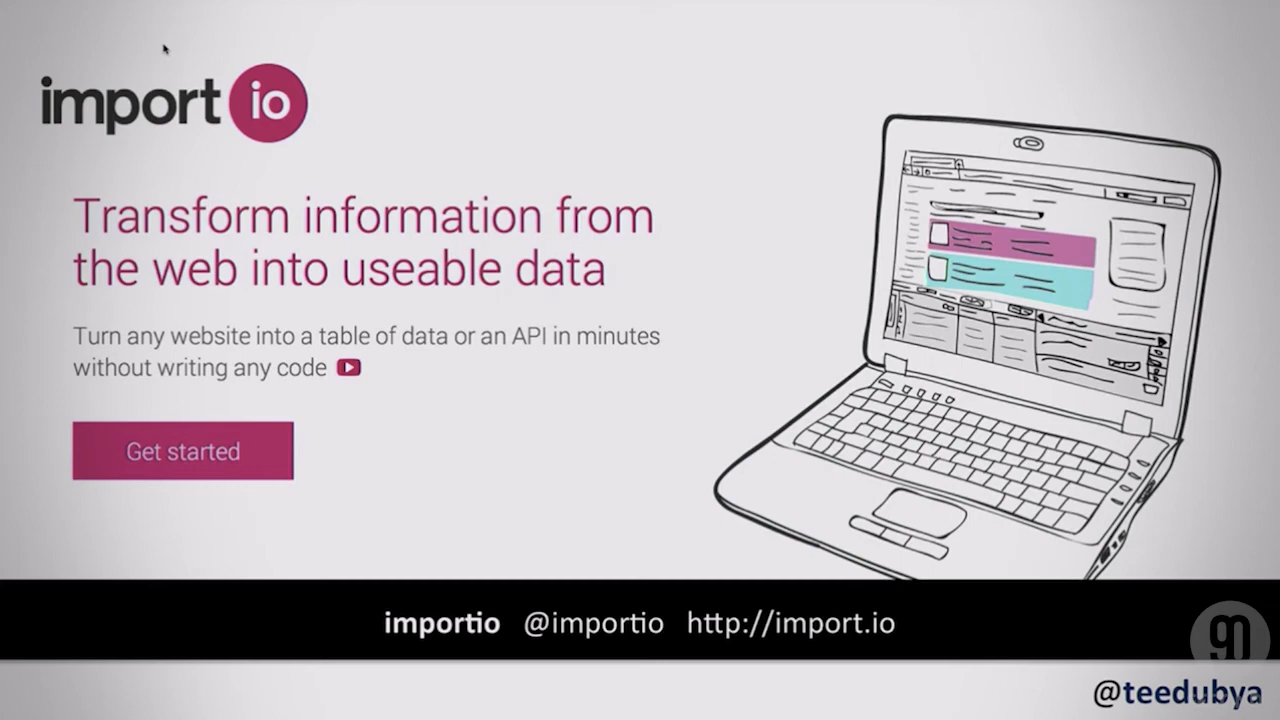 import io
Transform information from
the web into useable data
Turn any website into a table of data or an API in minutes
without writing any code
Get started
importio @importio http://import.io
@teedubya